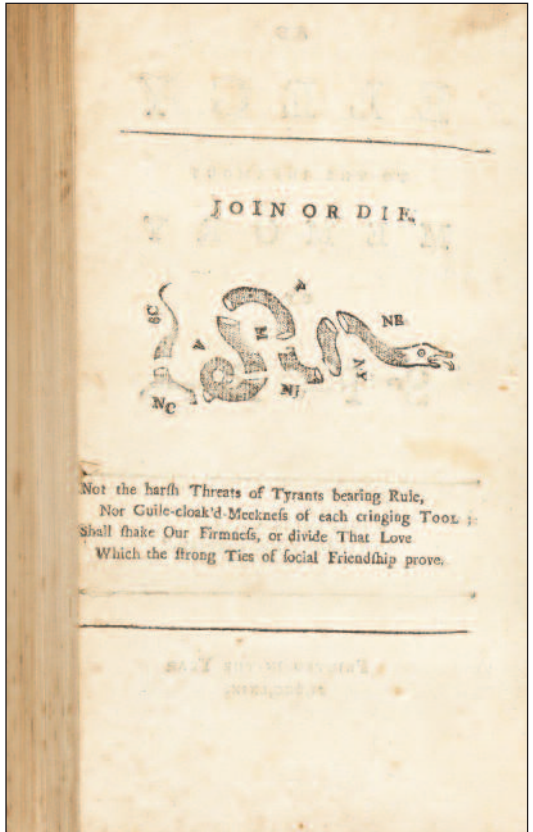 JOIN OR DIE.
SC
NC
V
M
P
NJ
NY
NE
Not the harſh Threats of Tyrants bearing Rule,
Nor Guile-cloak'd-Meekneſs of each cringing TOOL ;
Shall ſhake Our Firmneſs, or divide That Love
Which the ſtrong Ties of ſocial Friendſhip prove.